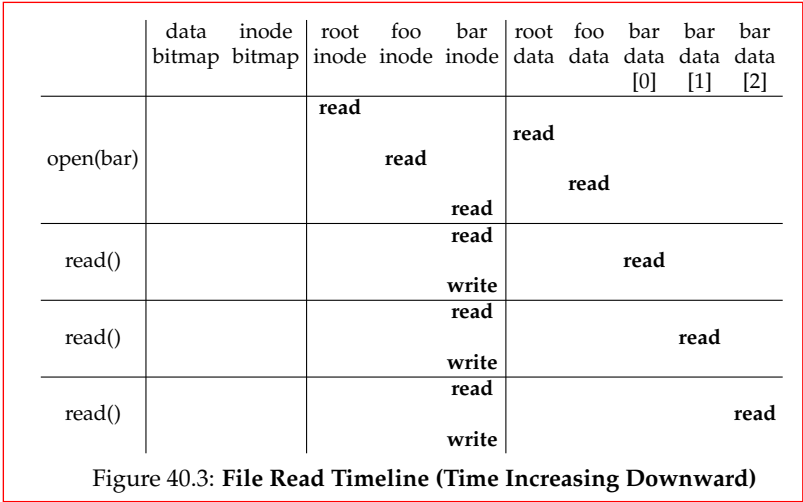 data inode root foo bar root foo bar bar bar
bitmap bitmap inode inode inode data data data data data
[0] [1] [2]
read
read
open(bar) read
read
read
read
read() read
write
read
read() read
write
read
read() read
write
Figure 40.3: File Read Timeline (Time Increasing Downward)